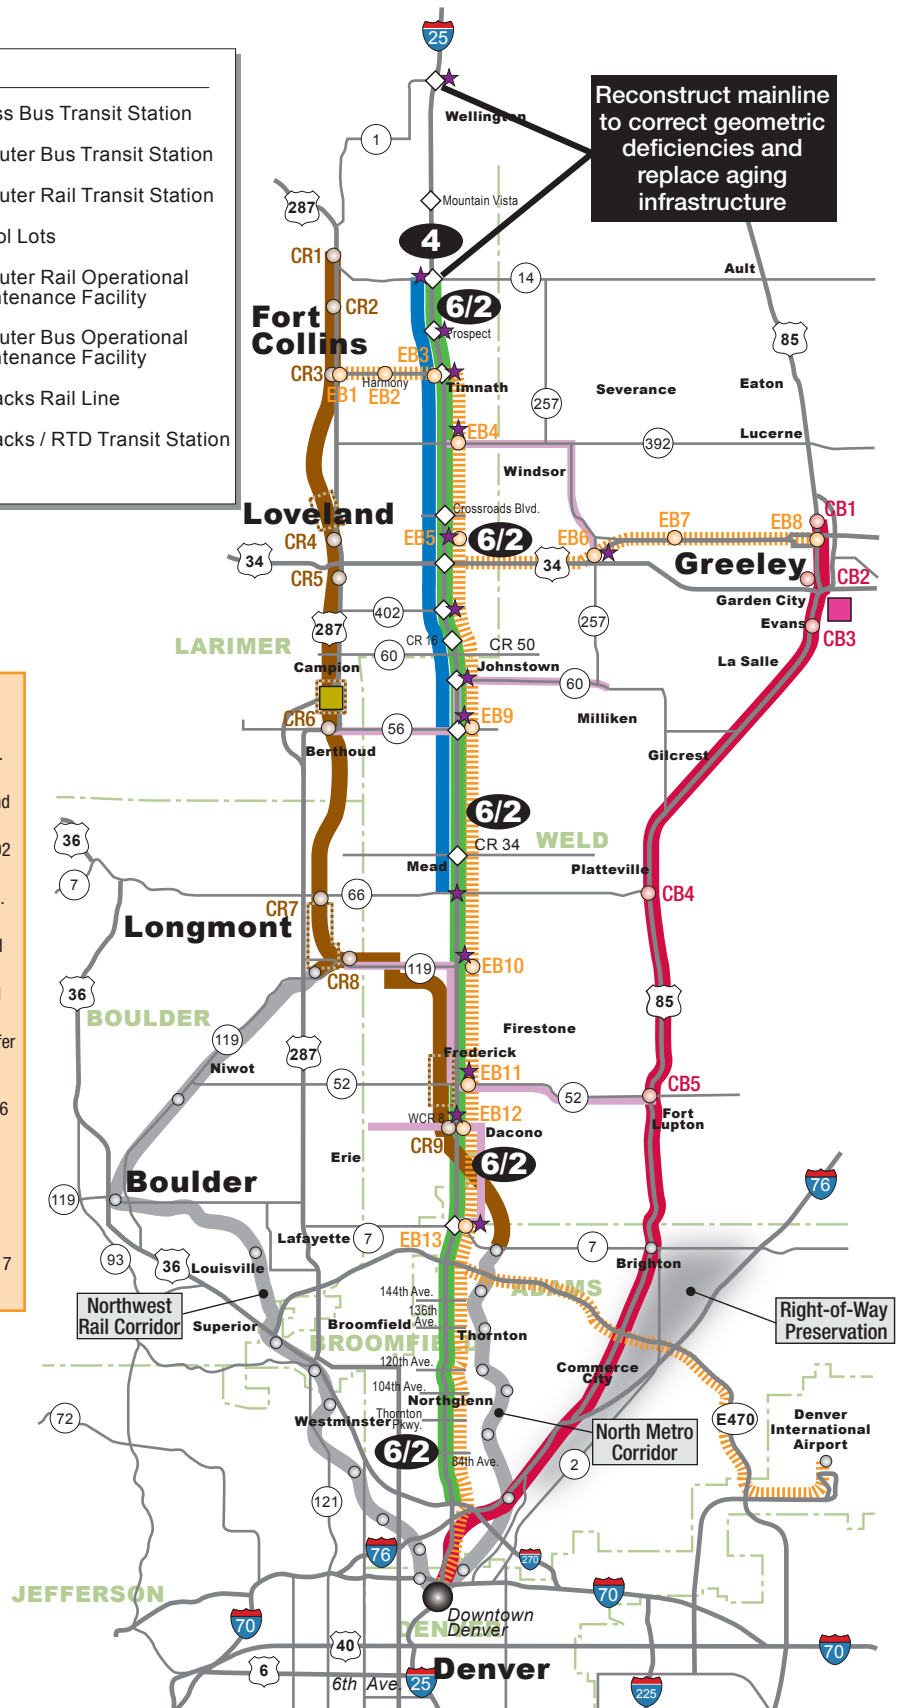 25
ss Bus Transit Station
uter Bus Transit Station
uter Rail Transit Station
ol Lots
uter Rail Operational
ntenance Facility
uter Bus Operational
ntenance Facility
acks Rail Line
acks / RTD Transit Station
Reconstruct mainline
to correct geometric
deficiencies and
replace aging
infrastructure
Wellington
1
287
Mountain Vista
4
CR1
14
Ault
6/2
CR2
Fort
Collins
Prospect
85
EB3
CR3
Harmony
EB1
EB2
Timnath
Severance
Eaton
257
EB4
392
Lucerne
Windsor
Loveland
Crossroads Blvd.
CR4
EB5
6/2
EB6
EB7
EB8
CB1
34
34
Greeley
CR5
CB2
402
Garden City
257
Evans
CB3
287
CR 16
LARIMER
60
CR 50
La Salle
Campion
Johnstown
60
CR6
EB9
Milliken
56
Berthoud
Gilcrest
nd
6/2
36
CR 34
WELD
02
Mead
Platteville
7
66
CB4
CR7
Longmont
d
119
EB10
CR8
36
85
BOULDER
Firestone
119
fer
287
Frederick
Niwot
EB11
52
52
CB5
6
WCR 8
EB12
Fort
Lupton
CR9
Dacono
Erie
6/2
Boulder
76
119
Lafayette
7
EB13
7
93
36
Louisville
Brighton
7
Northwest
Rail Corridor
144th Ave.
ADAMS
136th
Ave.
Right-of-Way
Preservation
Superior
Broomfield
Thornton
BROOMFIELD
120th Ave.
Commerce
City
104th Ave.
Northglenn
72
Westminster
Thornton
Pkwy.
North Metro
Corridor
E470
Denver
International
Airport
6/2
84th Ave.
2
121
76
270
JEFFERSON
70
70
Downtown
Denver
DENVER
40
70
6
6th Ave.
25
Denver
225